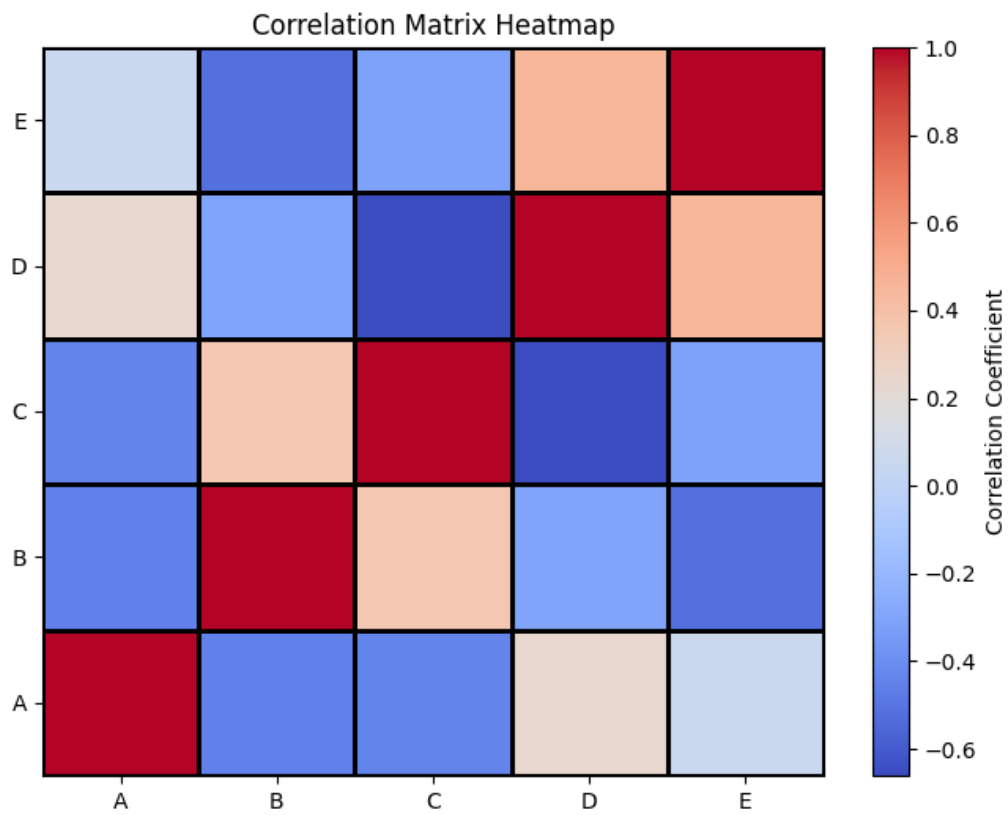 Correlation Matrix Heatmap
E
D
C
B
A
A B C D E
1.0
0.8
0.6
0.4
0.2
0.0
−0.2
−0.4
−0.6
Correlation Coefficient